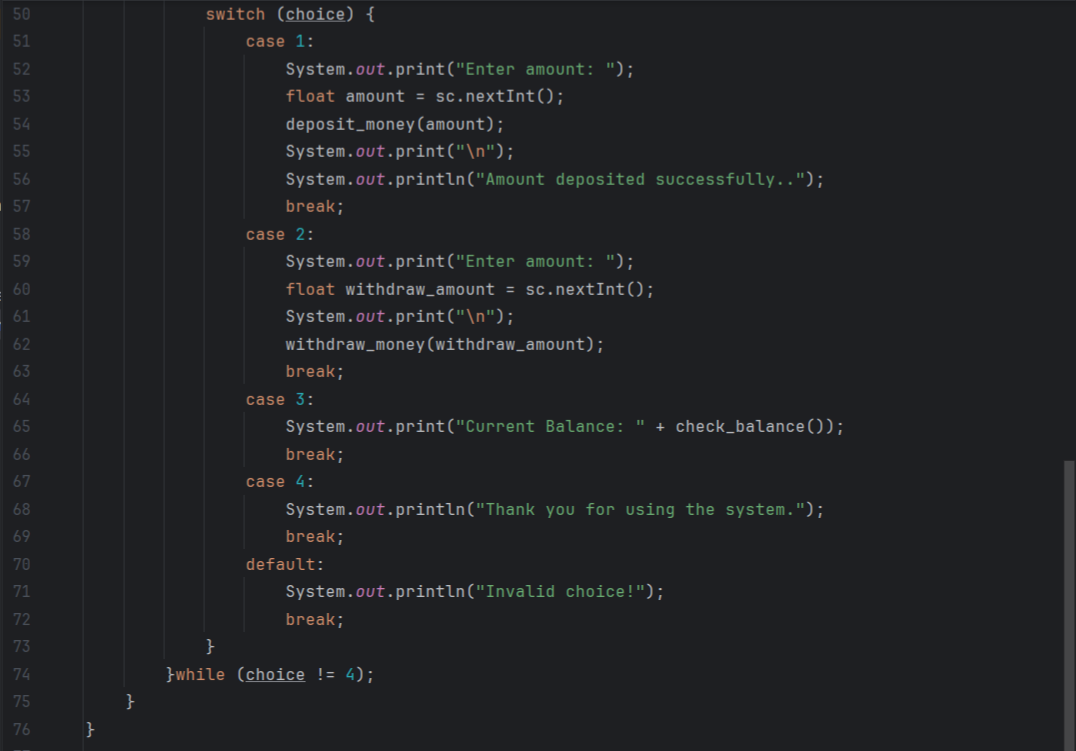 50 switch (choice) {
51 case 1:
52 System.out.print("Enter amount: ");
53 float amount = sc.nextInt();
54 deposit_money(amount);
55 System.out.print("\n");
56 System.out.println("Amount deposited successfully..");
57 break;
58 case 2:
59 System.out.print("Enter amount: ");
60 float withdraw_amount = sc.nextInt();
61 System.out.print("\n");
62 withdraw_money(withdraw_amount);
63 break;
64 case 3:
65 System.out.print("Current Balance: " + check_balance());
66 break;
67 case 4:
68 System.out.println("Thank you for using the system.");
69 break;
70 default:
71 System.out.println("Invalid choice!");
72 break;
73 }
74 }while (choice != 4);
75 }
76 }